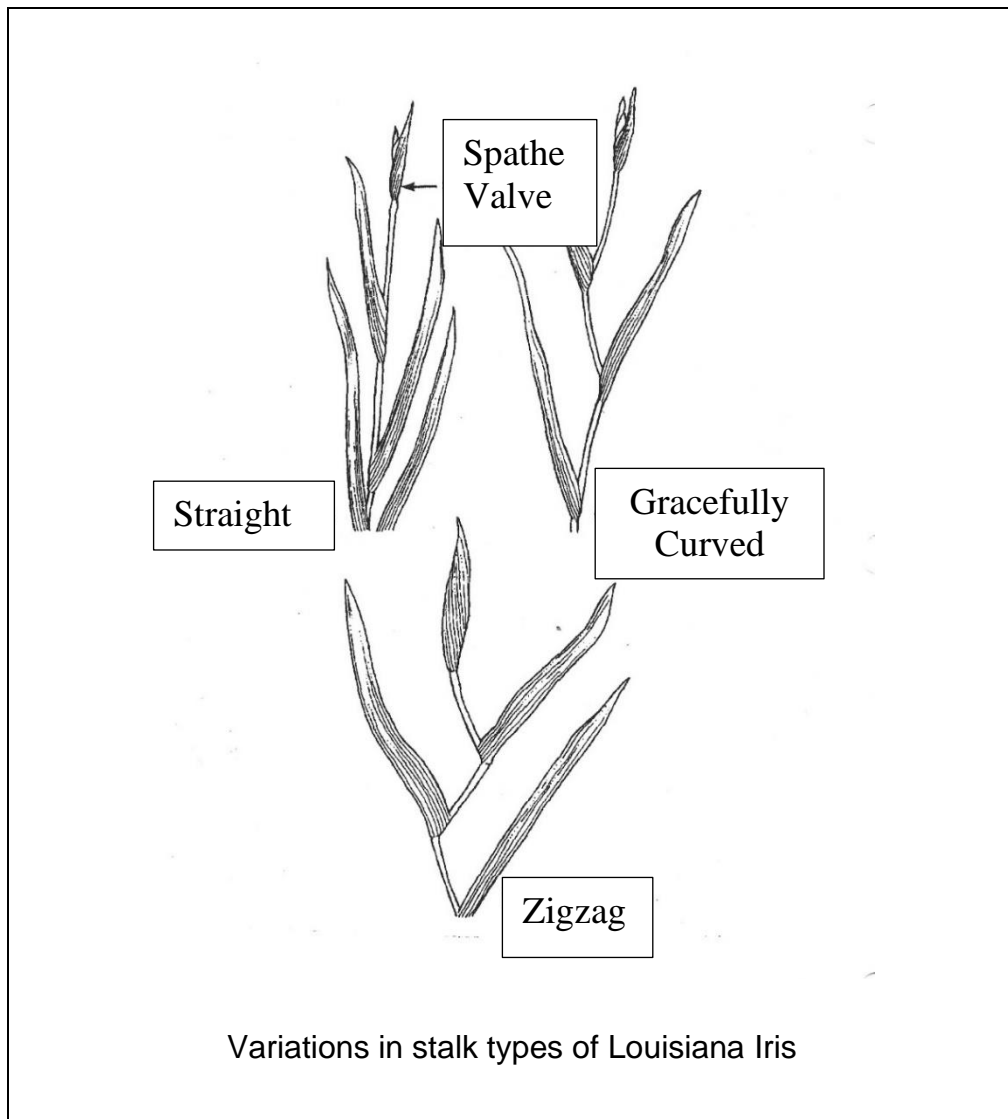 Spathe
Valve
Straight
Gracefully
Curved
Zigzag
Variations in stalk types of Louisiana Iris